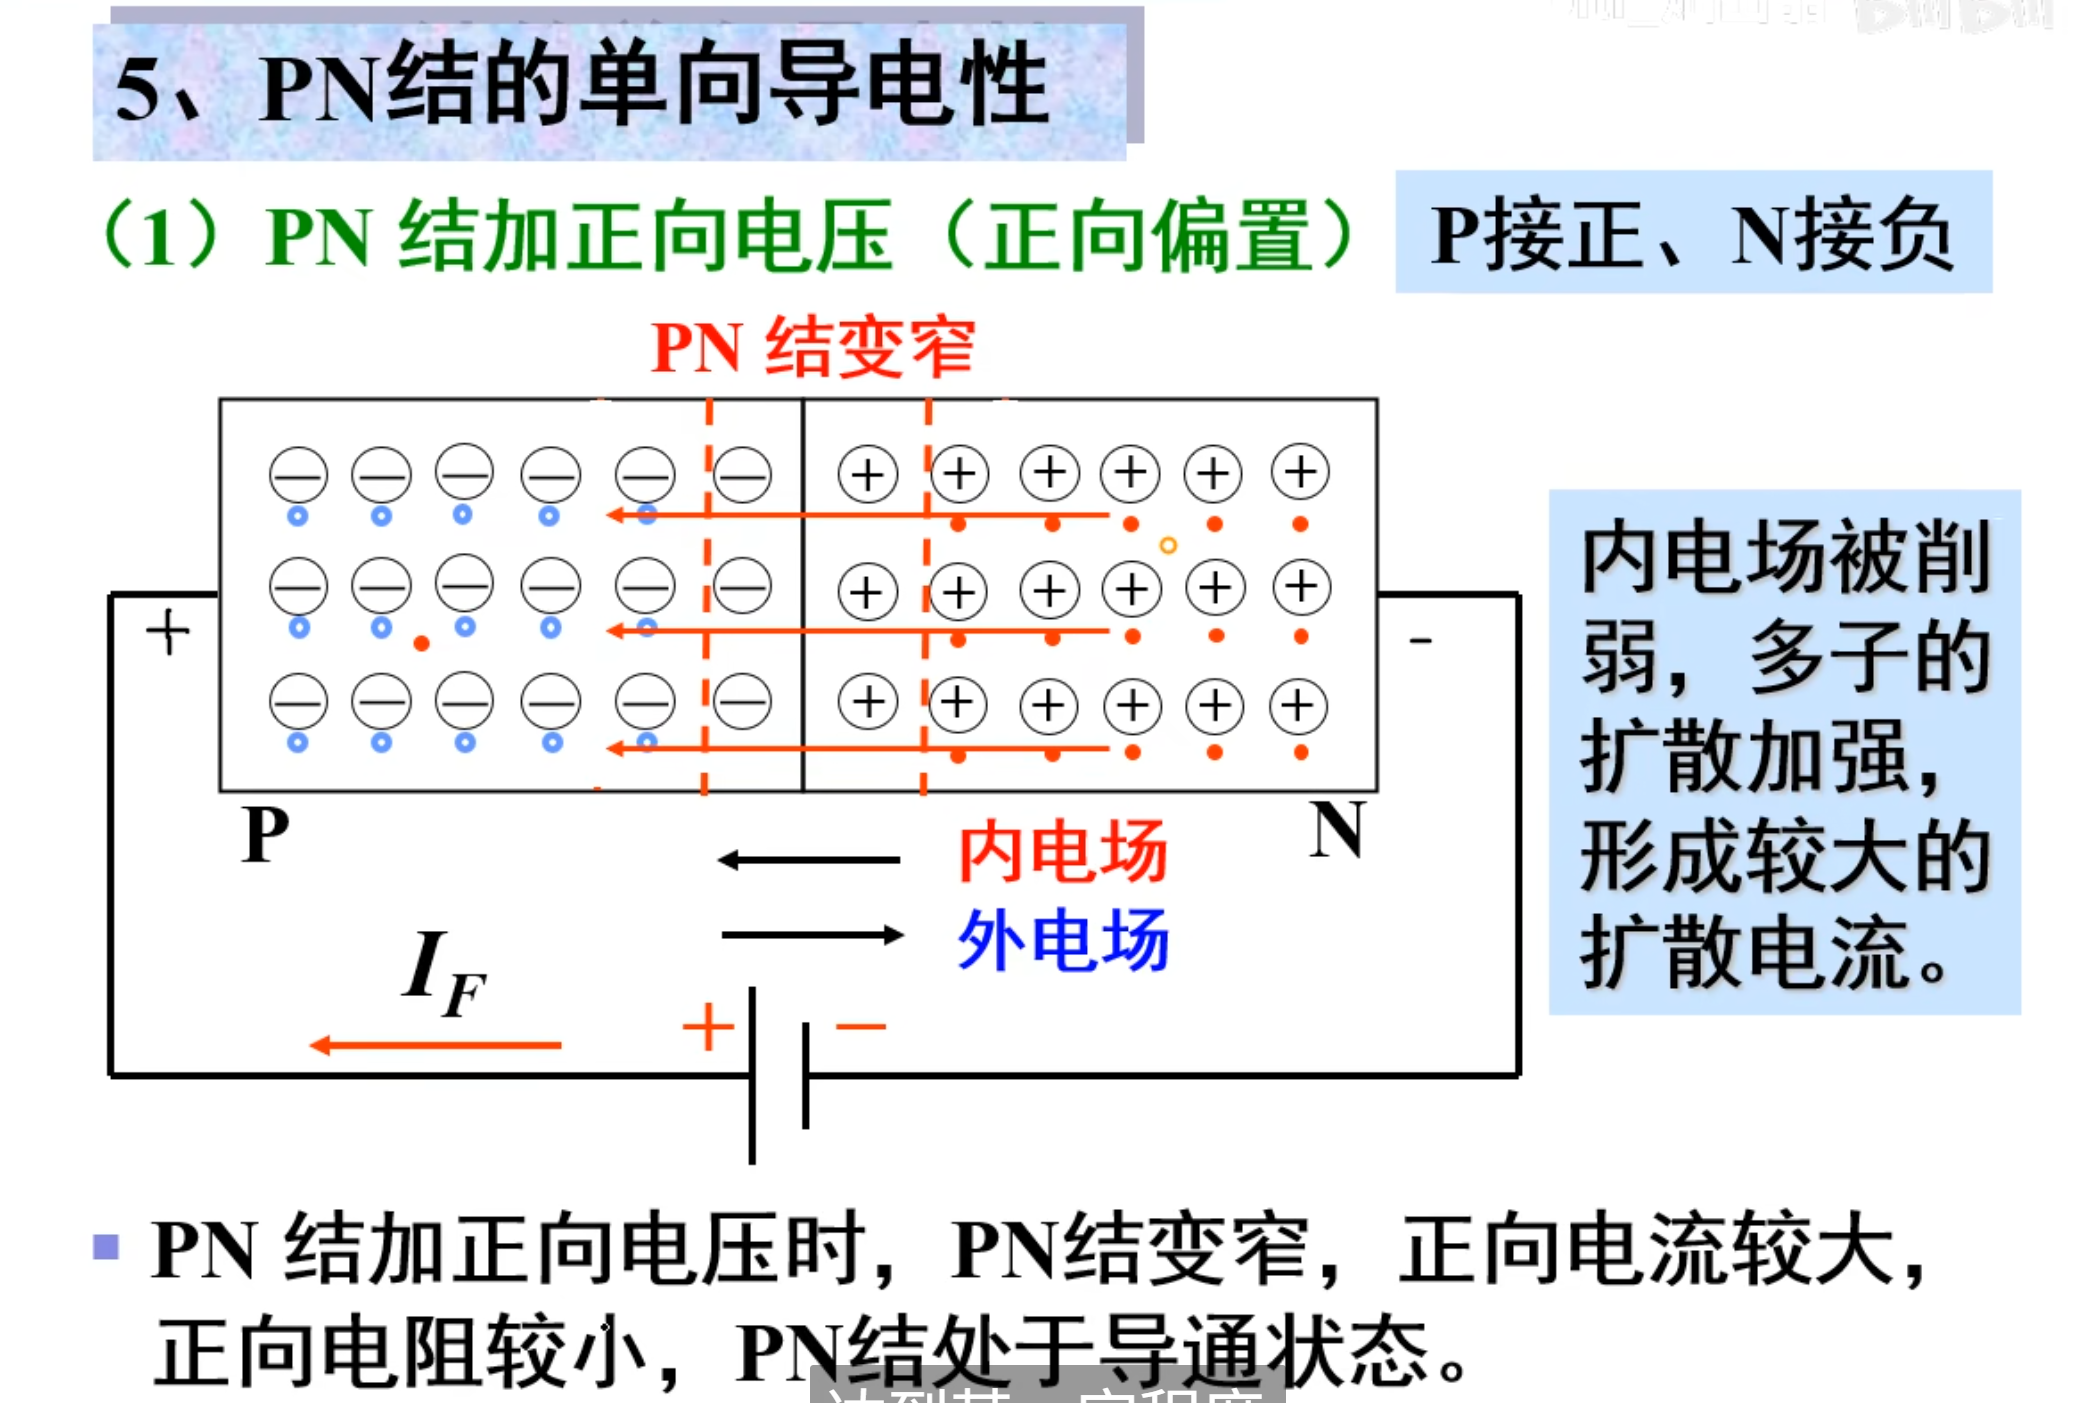 5、PN结的单向导电性
（1）PN 结加正向电压（正向偏置）
P接正、N接负
PN 结变窄
+
-
P
N
内电场
外电场
I_F
+ −
内电场被削
弱，多子的
扩散加强，
形成较大的
扩散电流。
PN 结加正向电压时，PN结变窄，正向电流较大，
正向电阻较小，PN结处于导通状态。